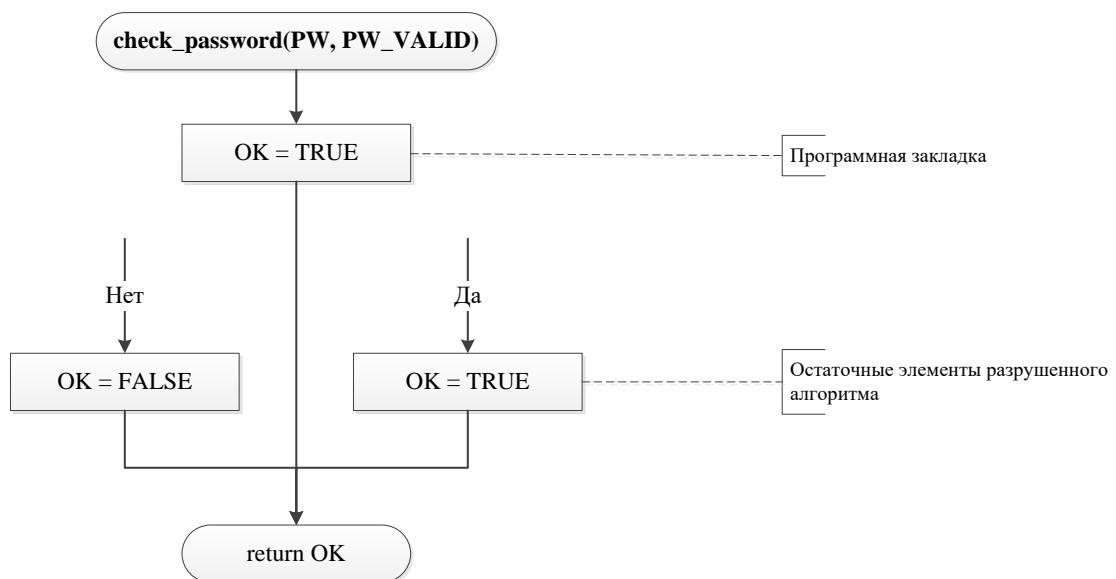 check_password(PW, PW_VALID)
OK = TRUE
Программная закладка
Нет
Да
OK = FALSE
OK = TRUE
Остаточные элементы разрушенного
алгоритма
return OK